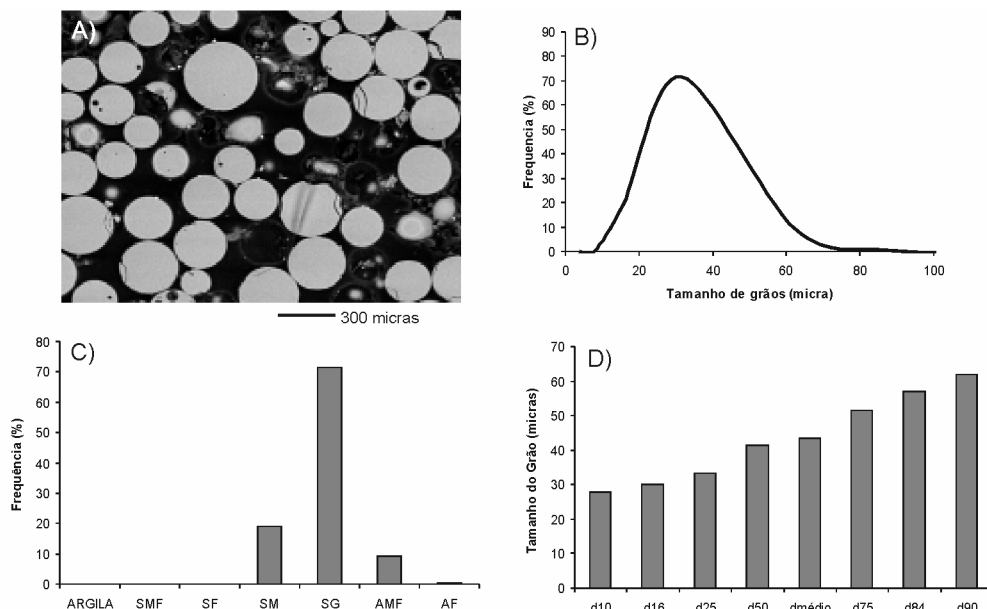 A)
300 micras
B)
Frequencia (%)
90
80
70
60
50
40
30
20
10
0
0 20 40 60 80 100
Tamanho de grãos (micra)
C)
Frequência (%)
80
70
60
50
40
30
20
10
0
ARGILA SMF SF SM SG AMF AF
D)
Tamanho do Grão (micras)
70
60
50
40
30
20
10
0
d10 d16 d25 d50 dmédio d75 d84 d90